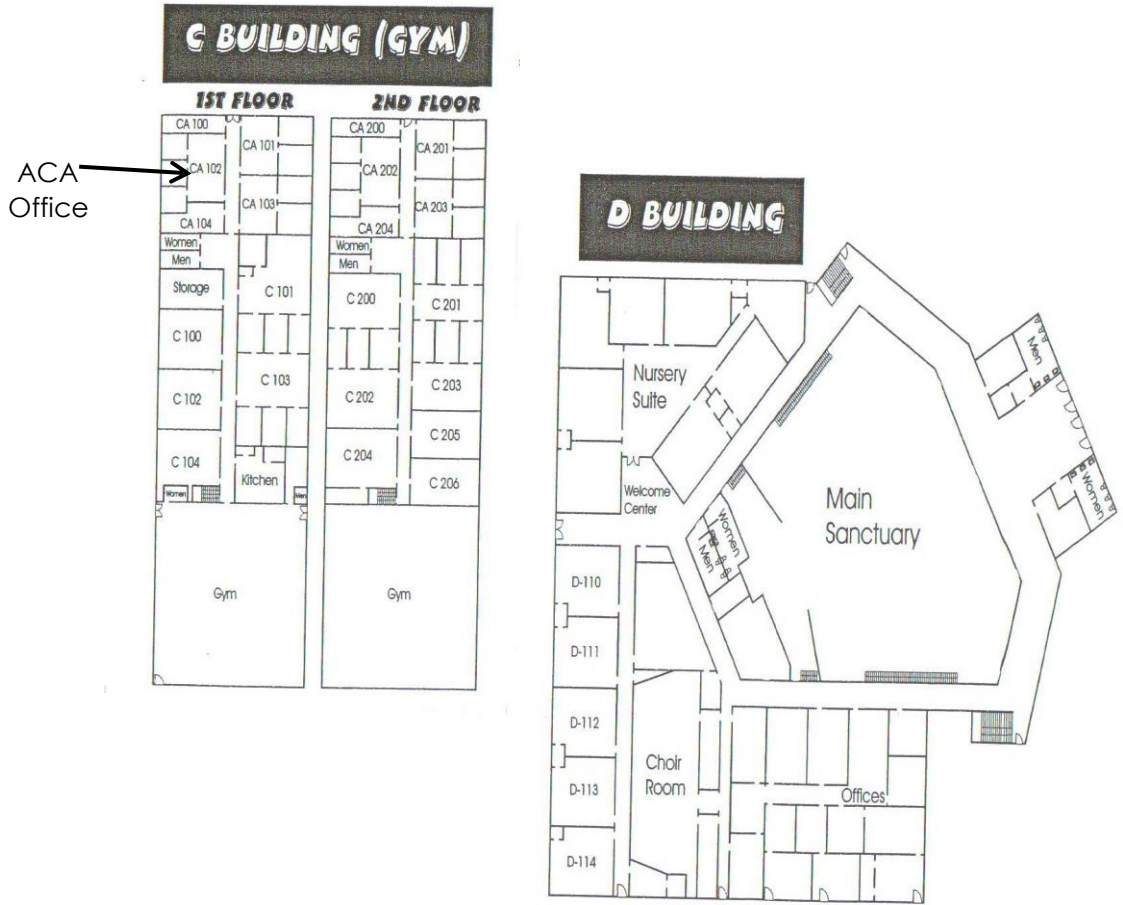 C BUILDING (GYM)
1ST FLOOR
2ND FLOOR
CA 100
CA 101
CA 102
CA 103
CA 104
Women
Men
Storage
C 101
C 100
C 103
C 102
C 104
Kitchen
Women
Men
Gym
CA 200
CA 201
CA 202
CA 203
CA 204
Women
Men
C 200
C 201
C 203
C 202
C 205
C 204
C 206
Gym
ACA
Office
D BUILDING
Nursery
Suite
Welcome
Center
Men
Women
Women
Men
Main
Sanctuary
D-110
D-111
D-112
D-113
D-114
Choir
Room
Offices